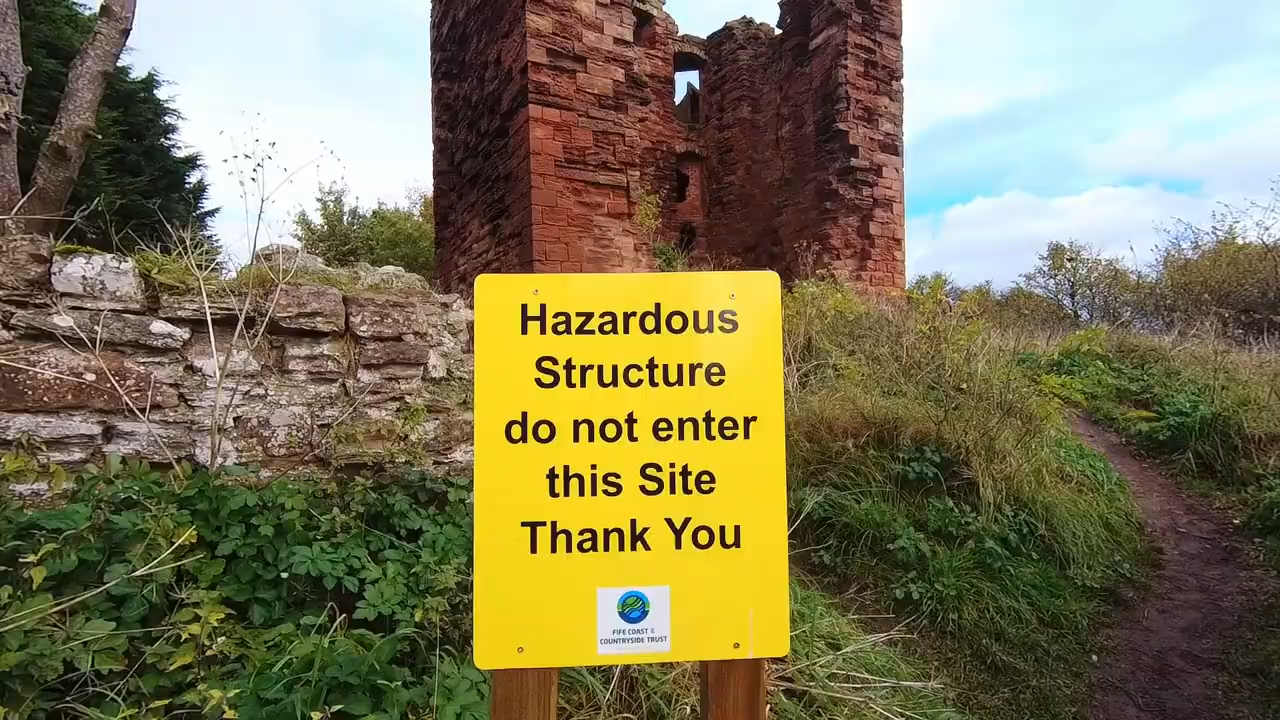 Hazardous
Structure
do not enter
this Site
Thank You
FIFE COAST &
COUNTRYSIDE TRUST